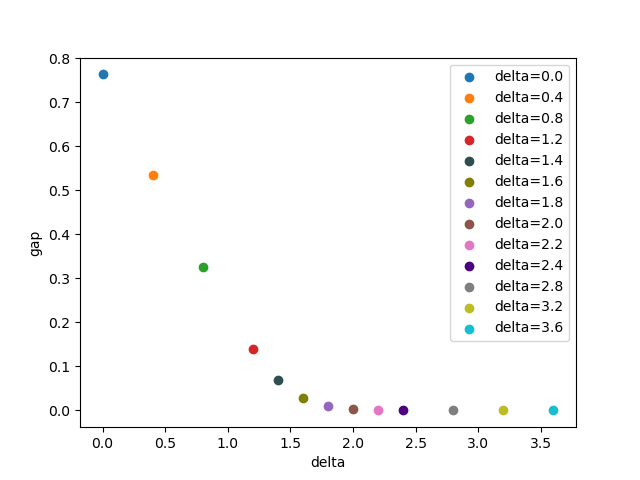 0.8
0.7
0.6
0.5
0.4
0.3
0.2
0.1
0.0
gap
0.0 0.5 1.0 1.5 2.0 2.5 3.0 3.5
delta
delta=0.0
delta=0.4
delta=0.8
delta=1.2
delta=1.4
delta=1.6
delta=1.8
delta=2.0
delta=2.2
delta=2.4
delta=2.8
delta=3.2
delta=3.6